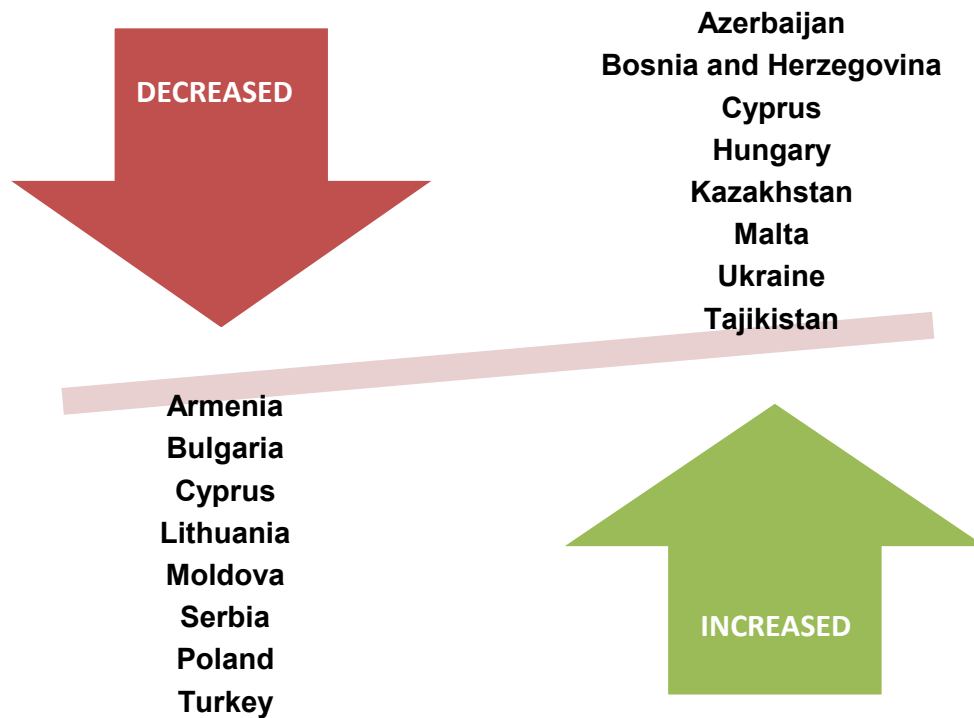 DECREASED
Armenia
Bulgaria
Cyprus
Lithuania
Moldova
Serbia
Poland
Turkey
Azerbaijan
Bosnia and Herzegovina
Cyprus
Hungary
Kazakhstan
Malta
Ukraine
Tajikistan
INCREASED